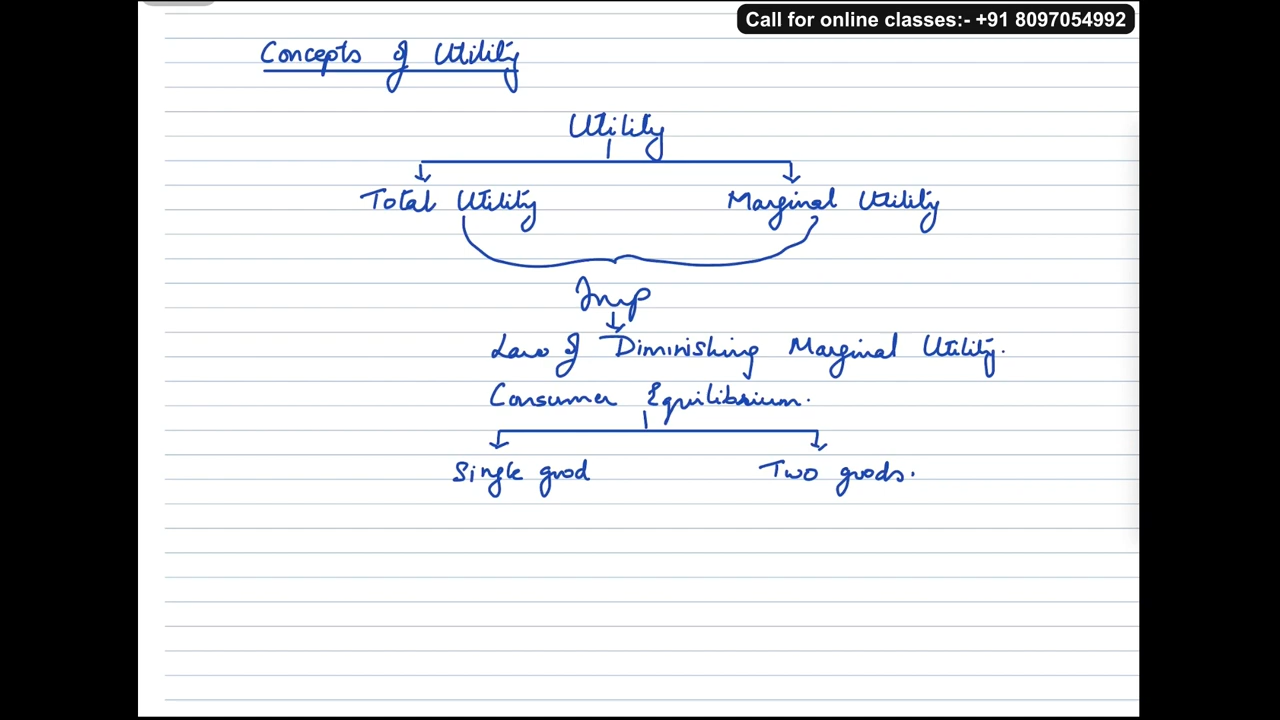 Call for online classes:- +91 8097054992
Concepts of Utility
Utility
Total Utility Marginal Utility
Imp
Law of Diminishing Marginal Utility.
Consumer Equilibrium.
Single good Two goods.